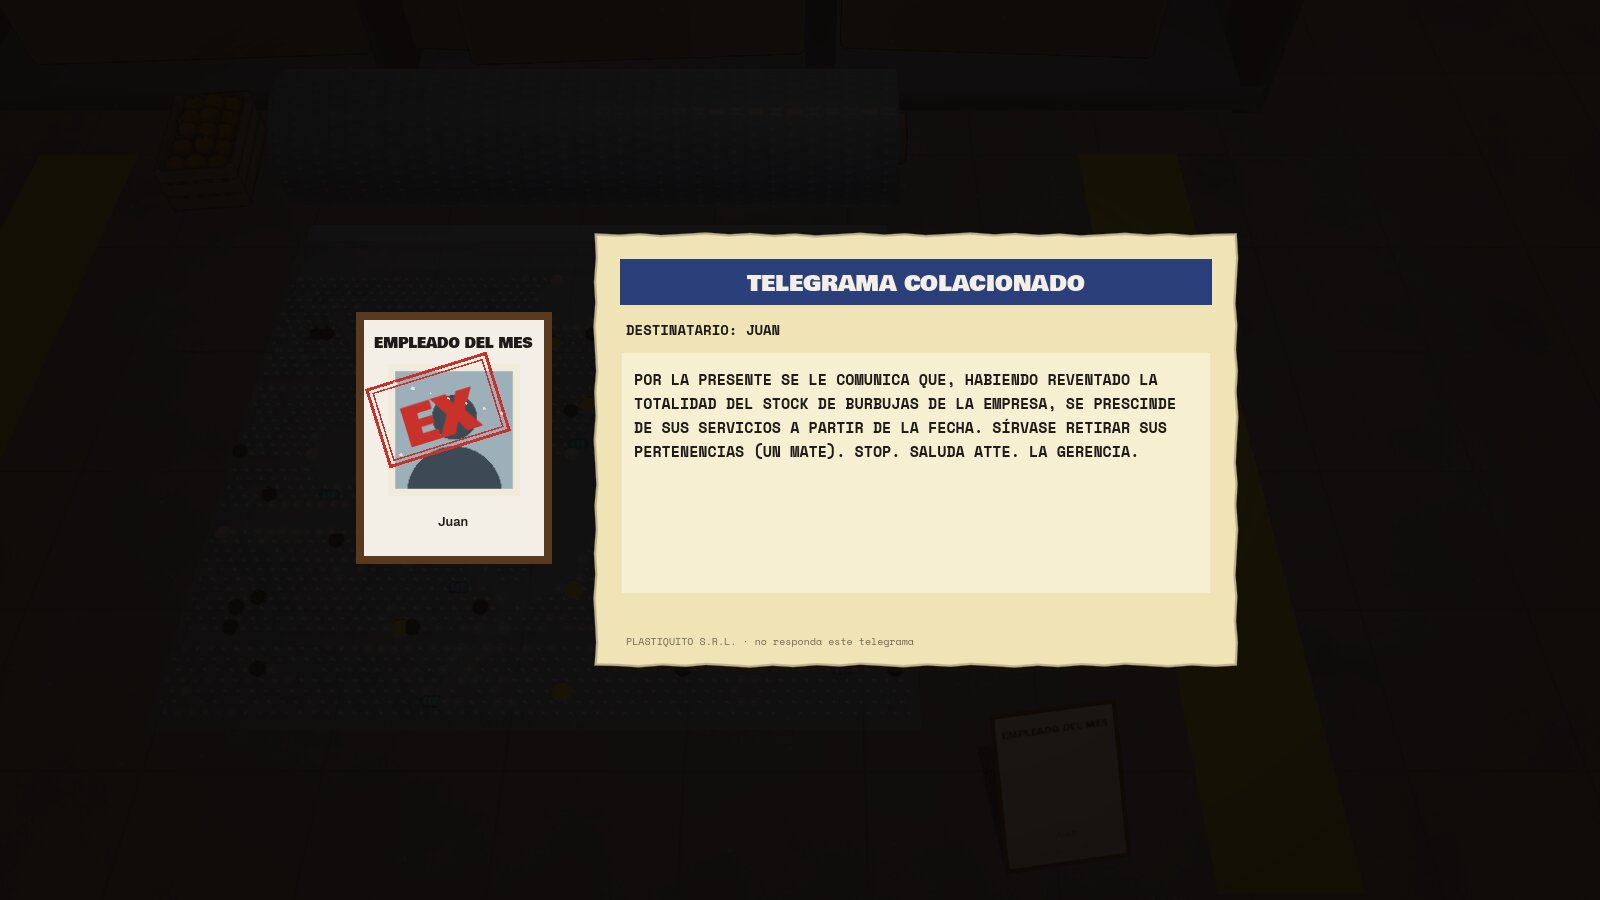 EMPLEADO DEL MES
EX
Juan
TELEGRAMA COLACIONADO
DESTINATARIO: JUAN
POR LA PRESENTE SE LE COMUNICA QUE, HABIENDO REVENTADO LA
TOTALIDAD DEL STOCK DE BURBUJAS DE LA EMPRESA, SE PRESCINDE
DE SUS SERVICIOS A PARTIR DE LA FECHA. SÍRVASE RETIRAR SUS
PERTENENCIAS (UN MATE). STOP. SALUDA ATTE. LA GERENCIA.
PLASTIQUITO S.R.L. · no responda este telegrama
EMPLEADO DEL MES